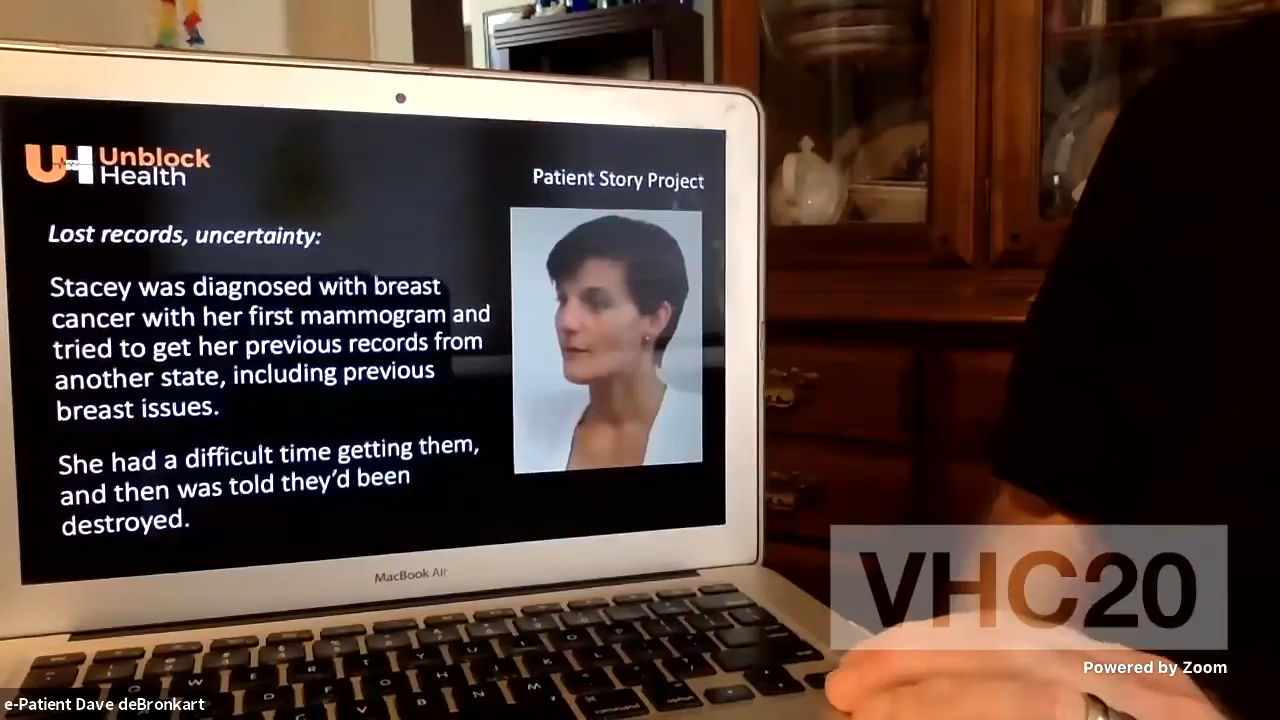 Unblock
Health
Patient Story Project
Lost records, uncertainty:
Stacey was diagnosed with breast
cancer with her first mammogram and
tried to get her previous records from
another state, including previous
breast issues.
She had a difficult time getting them,
and then was told they'd been
destroyed.
MacBook Air
VHC20
Powered by Zoom
e-Patient Dave deBronkart